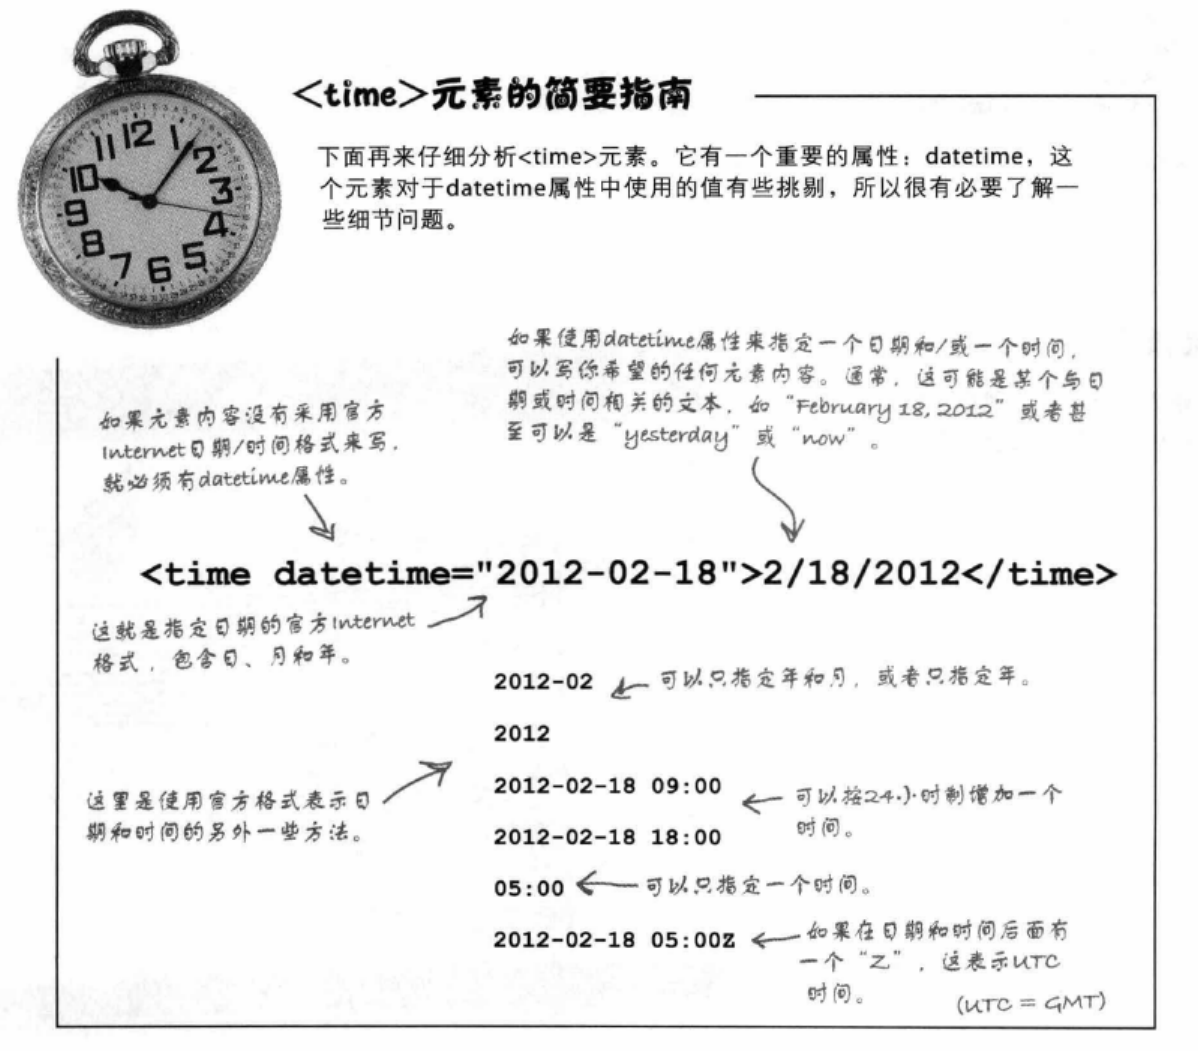 12
1
2
3
4
5
6
7
8
9
10
11
<time>元素的简要指南
下面再来仔细分析<time>元素。它有一个重要的属性：datetime，这
个元素对于datetime属性中使用的值有些挑剔，所以很有必要了解一
些细节问题。
如果使用datetime属性来指定一个日期和/或一个时间，
可以写你希望的任何元素内容。通常，这可能是某个与日
期或时间相关的文本，如“February 18, 2012”或者甚
至可以是“yesterday”或“now”。
如果元素内容没有采用官方
Internet日期/时间格式来写，
就必须有datetime属性。
<time datetime="2012-02-18">2/18/2012</time>
这就是指定日期的官方Internet
格式，包含日、月和年。
2012-02
可以只指定年和月，或者只指定年。
2012
这里是使用官方格式表示日
期和时间的另外一些方法。
2012-02-18 09:00
可以按24小时制增加一个
时间。
2012-02-18 18:00
05:00
可以只指定一个时间。
2012-02-18 05:00Z
如果在日期和时间后面有
一个“Z”，这表示UTC
时间。
(UTC = GMT)